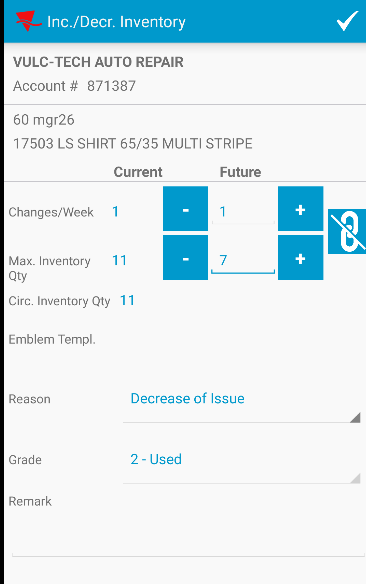 Inc./Decr. Inventory
VULC-TECH AUTO REPAIR
Account # 871387
60 mgr26
17503 LS SHIRT 65/35 MULTI STRIPE
Current Future
Changes/Week 1 - 1 +
Max. Inventory Qty 11 - 7 +
Circ. Inventory Qty 11
Emblem Templ.
Reason Decrease of Issue
Grade 2 - Used
Remark